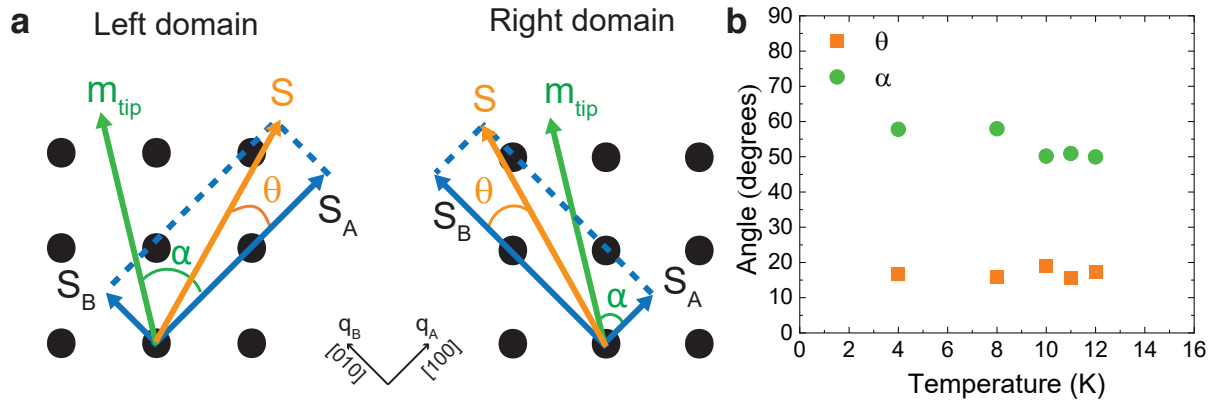 a
Left domain
Right domain
m_tip
S
θ
S_A
α
S_B
m_tip
S
θ
S_B
S_A
α
q_B
q_A
[010]
[100]
b
θ
α
Angle (degrees)
90
80
70
60
50
40
30
20
10
0
0 2 4 6 8 10 12 14 16
Temperature (K)